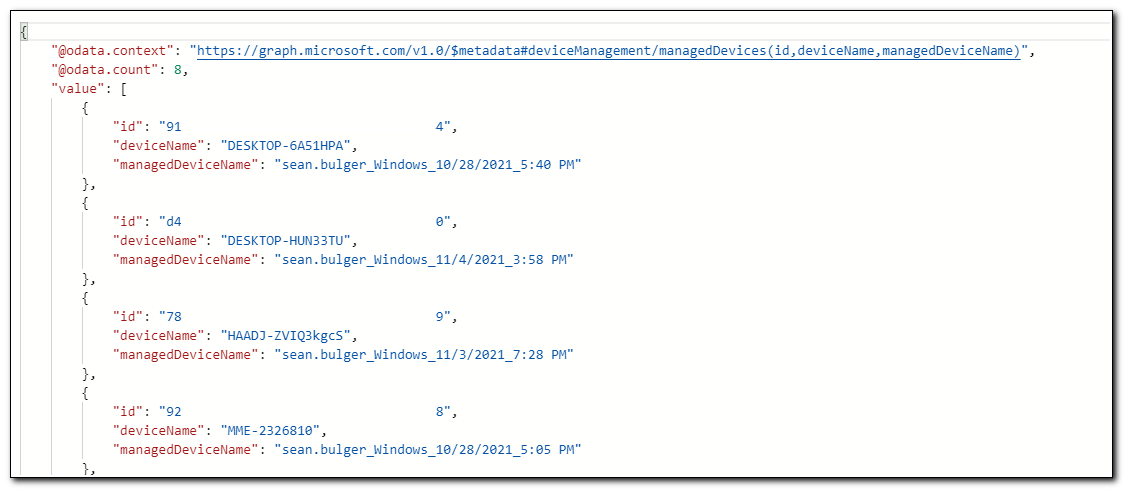 {
"@odata.context": "https://graph.microsoft.com/v1.0/$metadata#deviceManagement/managedDevices(id,deviceName,managedDeviceName)",
"@odata.count": 8,
"value": [
{
"id": "91 4",
"deviceName": "DESKTOP-6A51HPA",
"managedDeviceName": "sean.bulger_Windows_10/28/2021_5:40 PM"
},
{
"id": "d4 0",
"deviceName": "DESKTOP-HUN33TU",
"managedDeviceName": "sean.bulger_Windows_11/4/2021_3:58 PM"
},
{
"id": "78 9",
"deviceName": "HAADJ-ZVIQ3kgcS",
"managedDeviceName": "sean.bulger_Windows_11/3/2021_7:28 PM"
},
{
"id": "92 8",
"deviceName": "MME-2326810",
"managedDeviceName": "sean.bulger_Windows_10/28/2021_5:05 PM"
},